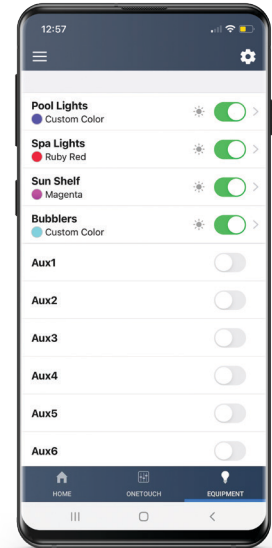 12:57
Pool Lights
Custom Color
Spa Lights
Ruby Red
Sun Shelf
Magenta
Bubblers
Custom Color
Aux1
Aux2
Aux3
Aux4
Aux5
Aux6
HOME ONETOUCH EQUIPMENT